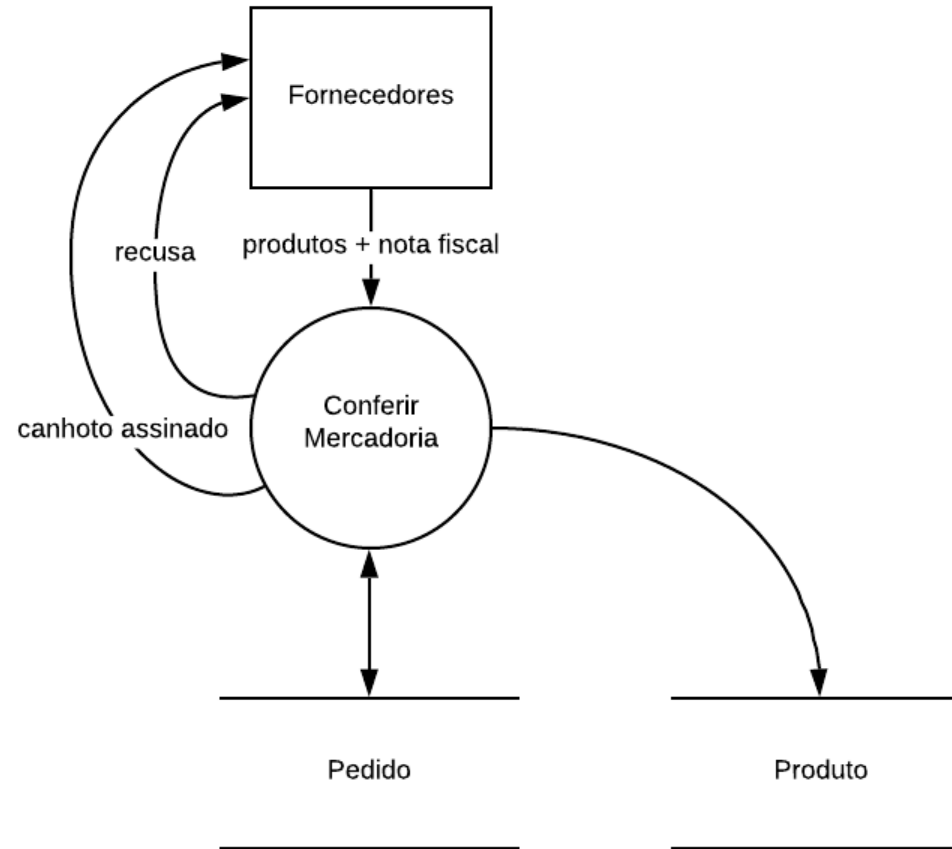 Fornecedores
recusa
produtos + nota fiscal
Conferir
Mercadoria
canhoto assinado
Pedido
Produto